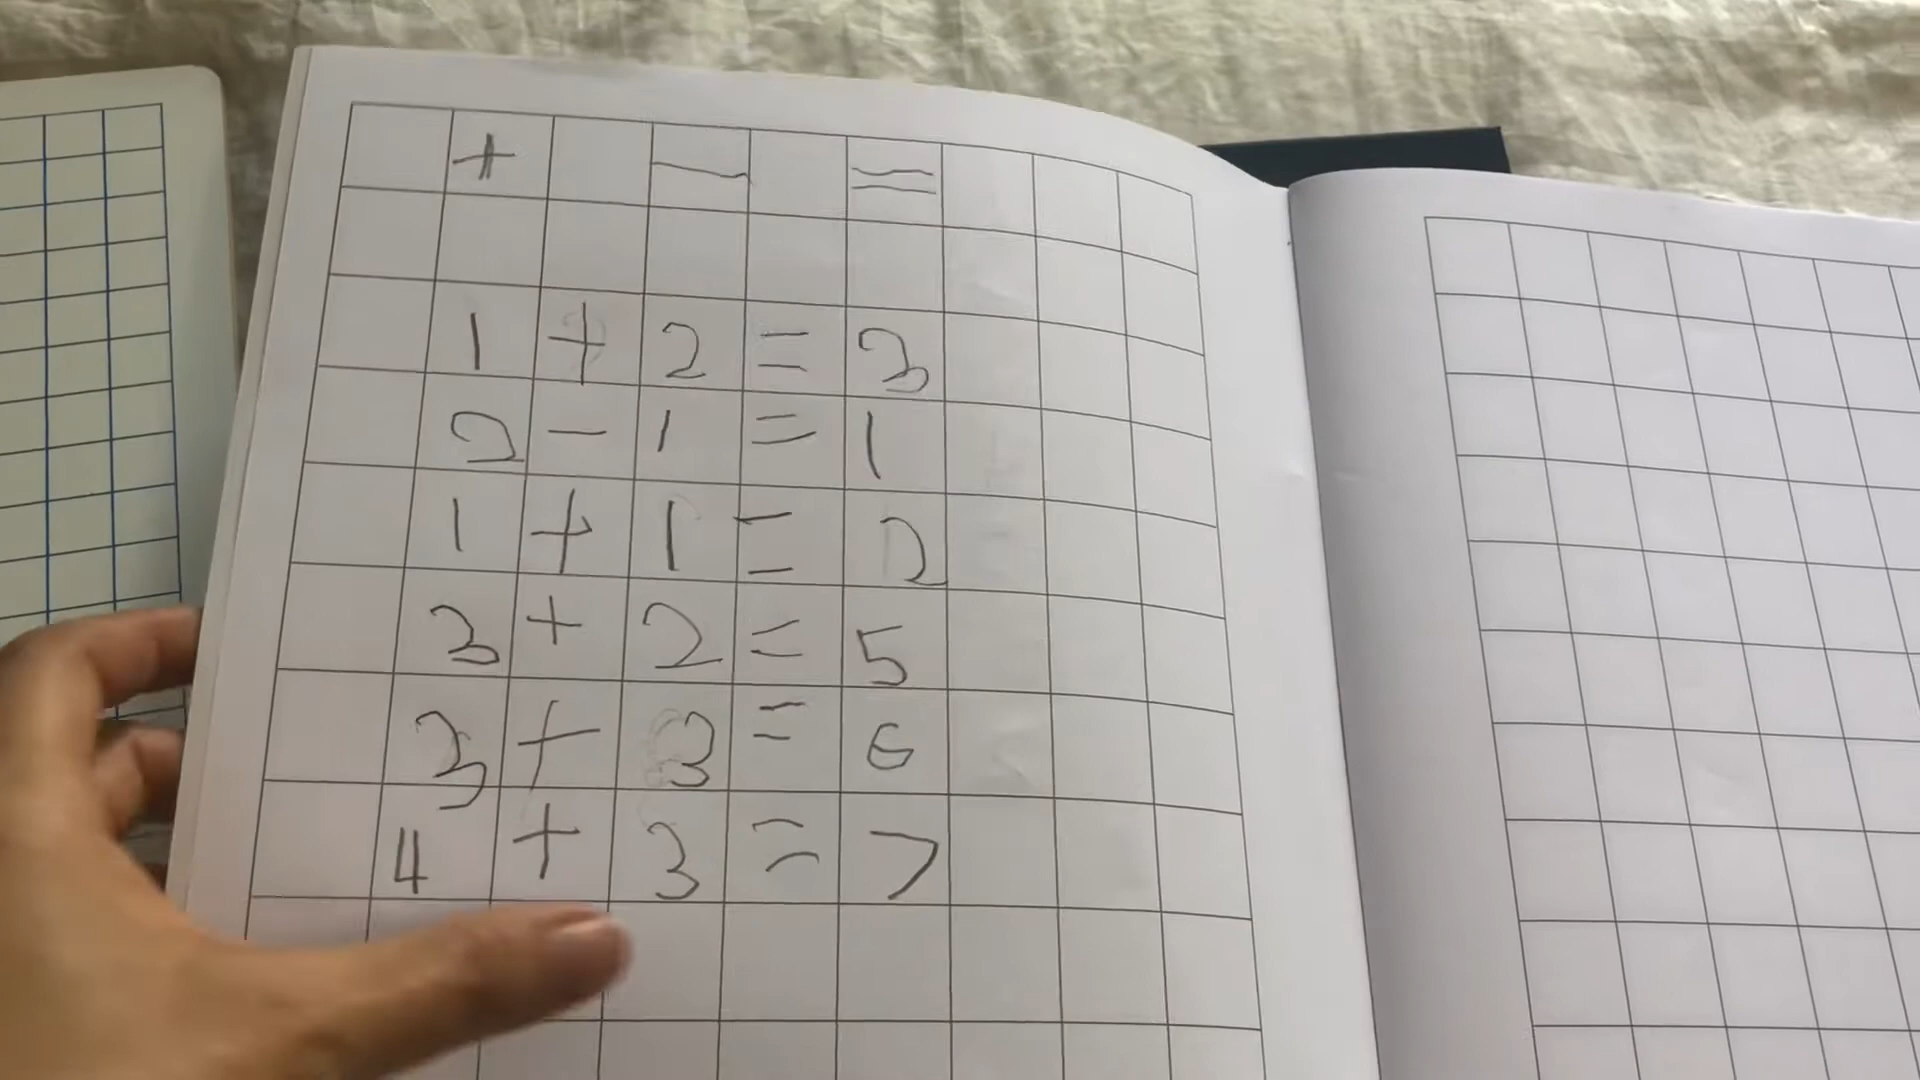 + − =
1 + 2 = 3
2 − 1 = 1
1 + 1 = 2
3 + 2 = 5
3 + 3 = 6
4 + 3 = 7